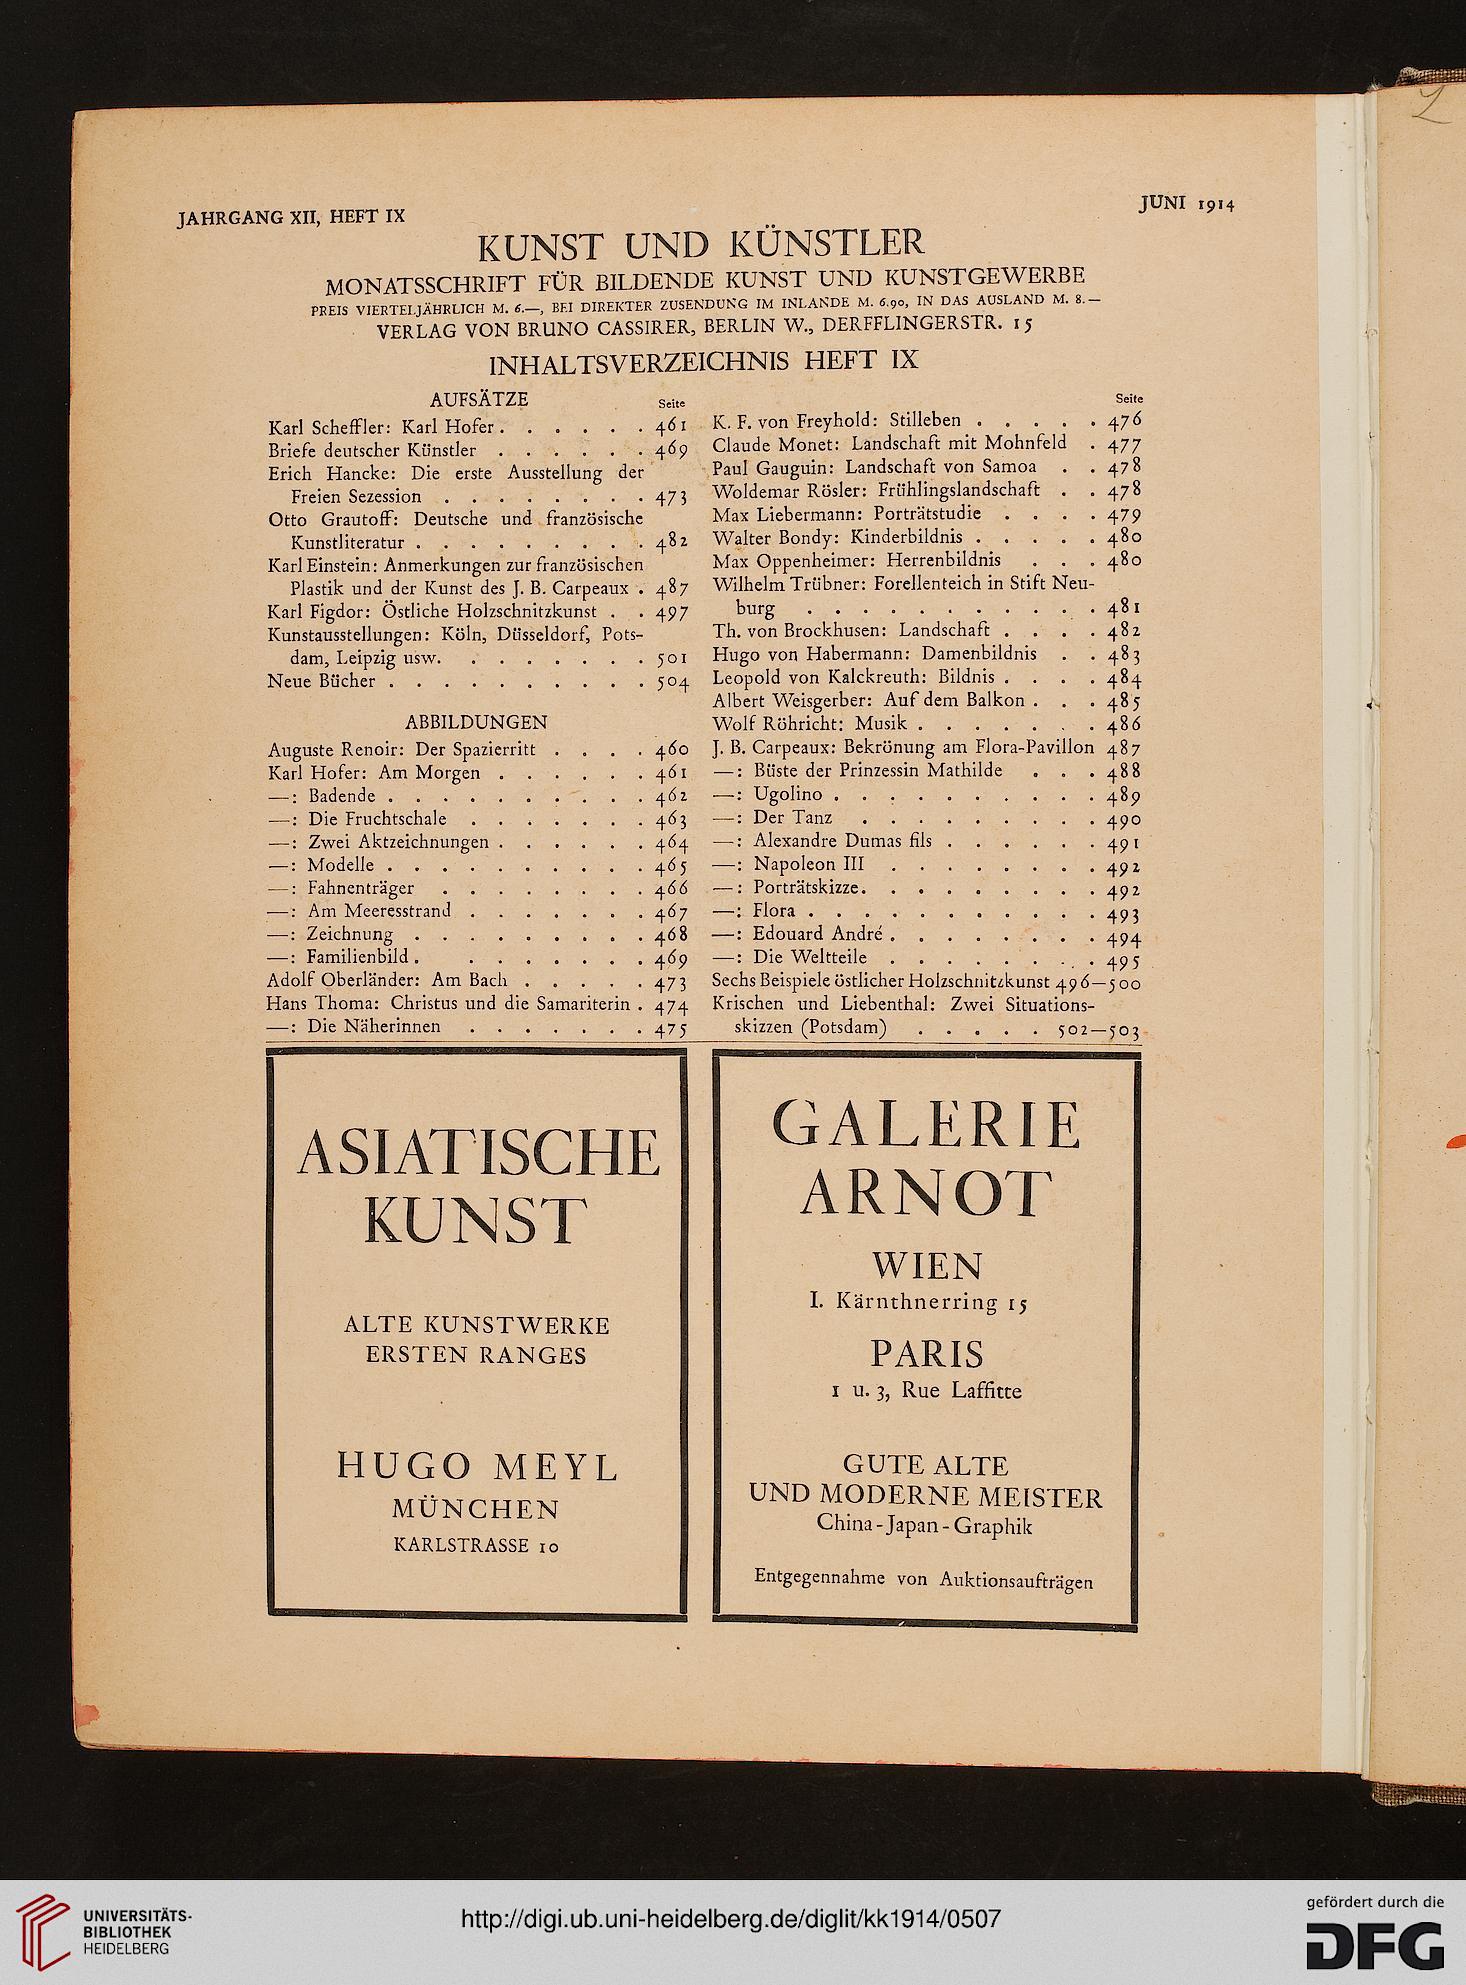 JAHRGANG XII, HEFT IX
JUNI 1914
KUNST UND KÜNSTLER
MONATSSCHRIFT FÜR BILDENDE KUNST UND KUNSTGEWERBE
PREIS VIERTELJÄHRLICH M. 6.—, BEI DIREKTER ZUSENDUNG IM INLANDE M. 6.90, IN DAS AUSLAND M. 8.—
VERLAG VON BRUNO CASSIRER, BERLIN W., DERFFLINGERSTR. 15
INHALTSVERZEICHNIS HEFT IX
AUFSÄTZE Seite
Karl Scheffler: Karl Hofer . . . . . . 461
Briefe deutscher Künstler . . . . . . 469
Erich Hancke: Die erste Ausstellung der
Freien Sezession . . . . . . . . 473
Otto Grautoff: Deutsche und französische
Kunstliteratur . . . . . . . . . 482
Karl Einstein: Anmerkungen zur französischen
Plastik und der Kunst des J. B. Carpeaux . 487
Karl Figdor: Östliche Holzschnitzkunst . . 497
Kunstausstellungen: Köln, Düsseldorf, Pots-
dam, Leipzig usw. . . . . . . . 501
Neue Bücher . . . . . . . . . . 504
ABBILDUNGEN
Auguste Renoir: Der Spazierritt . . . . 460
Karl Hofer: Am Morgen . . . . . . 461
—: Badende . . . . . . . . . . 462
—: Die Fruchtschale . . . . . . . 463
—: Zwei Aktzeichnungen . . . . . . 464
—: Modelle . . . . . . . . . . 465
—: Fahnenträger . . . . . . . . 466
—: Am Meeresstrand . . . . . . . 467
—: Zeichnung . . . . . . . . . 468
—: Familienbild . . . . . . . . 469
Adolf Oberländer: Am Bach . . . . . 473
Hans Thoma: Christus und die Samariterin . 474
—: Die Näherinnen . . . . . . . 475
Seite
K. F. von Freyhold: Stilleben . . . . . 476
Claude Monet: Landschaft mit Mohnfeld . 477
Paul Gauguin: Landschaft von Samoa . . 478
Woldemar Rösler: Frühlingslandschaft . . 478
Max Liebermann: Porträtstudie . . . . 479
Walter Bondy: Kinderbildnis . . . . . 480
Max Oppenheimer: Herrenbildnis . . . 480
Wilhelm Trübner: Forellenteich in Stift Neu-
burg . . . . . . . . . . . 481
Th. von Brockhusen: Landschaft . . . . 482
Hugo von Habermann: Damenbildnis . . 483
Leopold von Kalckreuth: Bildnis . . . . 484
Albert Weisgerber: Auf dem Balkon . . . 485
Wolf Röhricht: Musik . . . . . . . 486
J. B. Carpeaux: Bekrönung am Flora-Pavillon 487
—: Büste der Prinzessin Mathilde . . . 488
—: Ugolino . . . . . . . . . . 489
—: Der Tanz . . . . . . . . . 490
—: Alexandre Dumas fils . . . . . . 491
—: Napoleon III . . . . . . . . 492
—: Porträtskizze . . . . . . . . . 492
—: Flora . . . . . . . . . . . 493
—: Edouard André . . . . . . . . 494
—: Die Weltteile . . . . . . . . 495
Sechs Beispiele östlicher Holzschnitzkunst 496—500
Krischen und Liebenthal: Zwei Situations-
skizzen (Potsdam) . . . . . 502—503
ASIATISCHE
KUNST
ALTE KUNSTWERKE
ERSTEN RANGES
HUGO MEYL
MÜNCHEN
KARLSTRASSE 10
GALERIE
ARNOT
WIEN
I. Kärnthnerring 15
PARIS
1 u. 3, Rue Laffitte
GUTE ALTE
UND MODERNE MEISTER
China-Japan-Graphik
Entgegennahme von Auktionsaufträgen
UNIVERSITÄTS-
BIBLIOTHEK
HEIDELBERG
http://digi.ub.uni-heidelberg.de/diglit/kk1914/0507
gefördert durch die
DFG